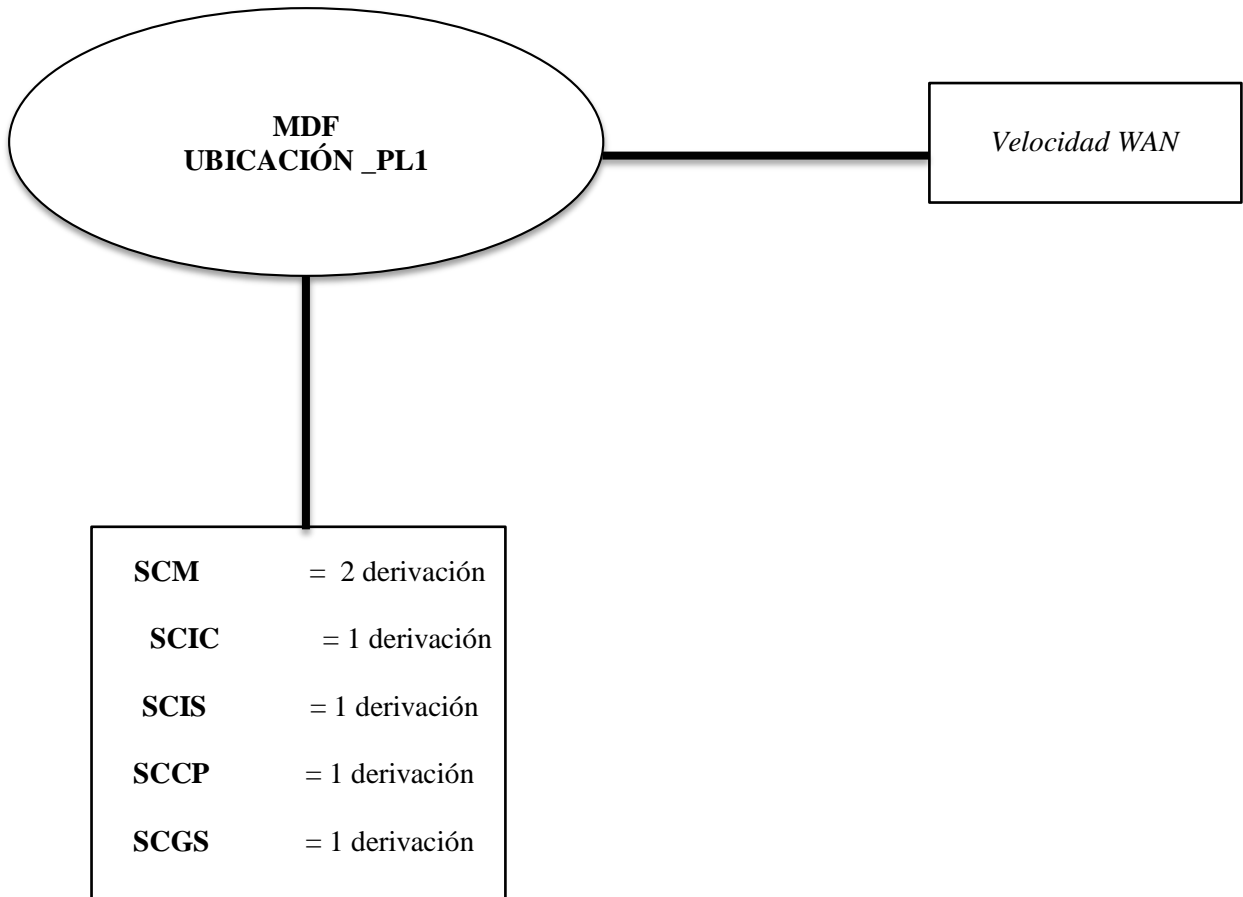 MDF
UBICACIÓN _PL1
Velocidad WAN
SCM = 2 derivación
SCIC = 1 derivación
SCIS = 1 derivación
SCCP = 1 derivación
SCGS = 1 derivación